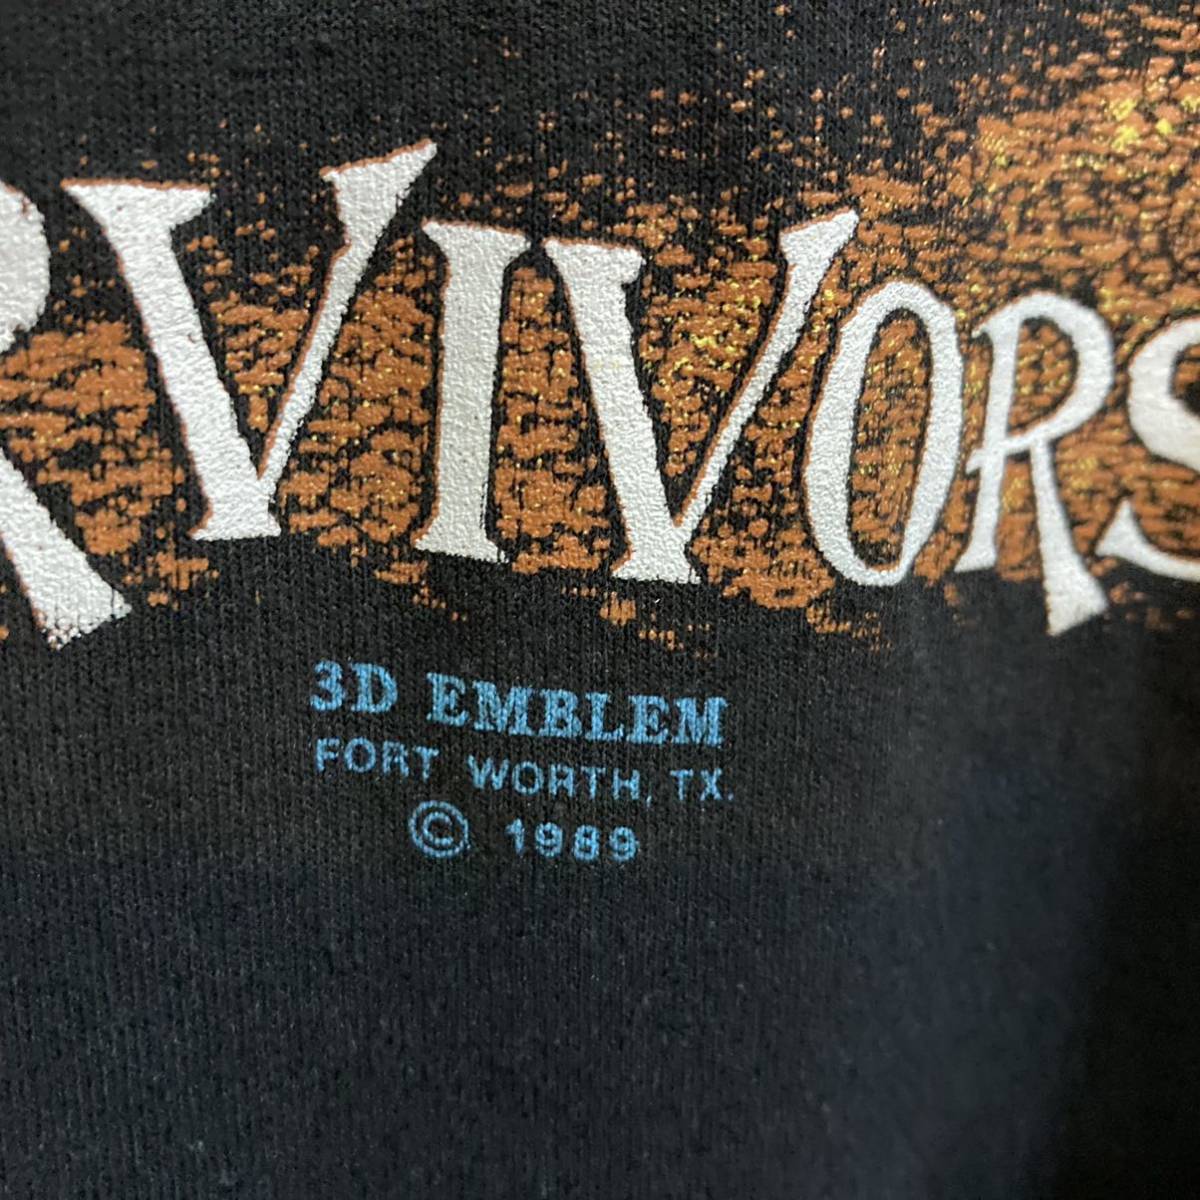 RVIVORS
3D EMBLEM
FORT WORTH, TX.
© 1989